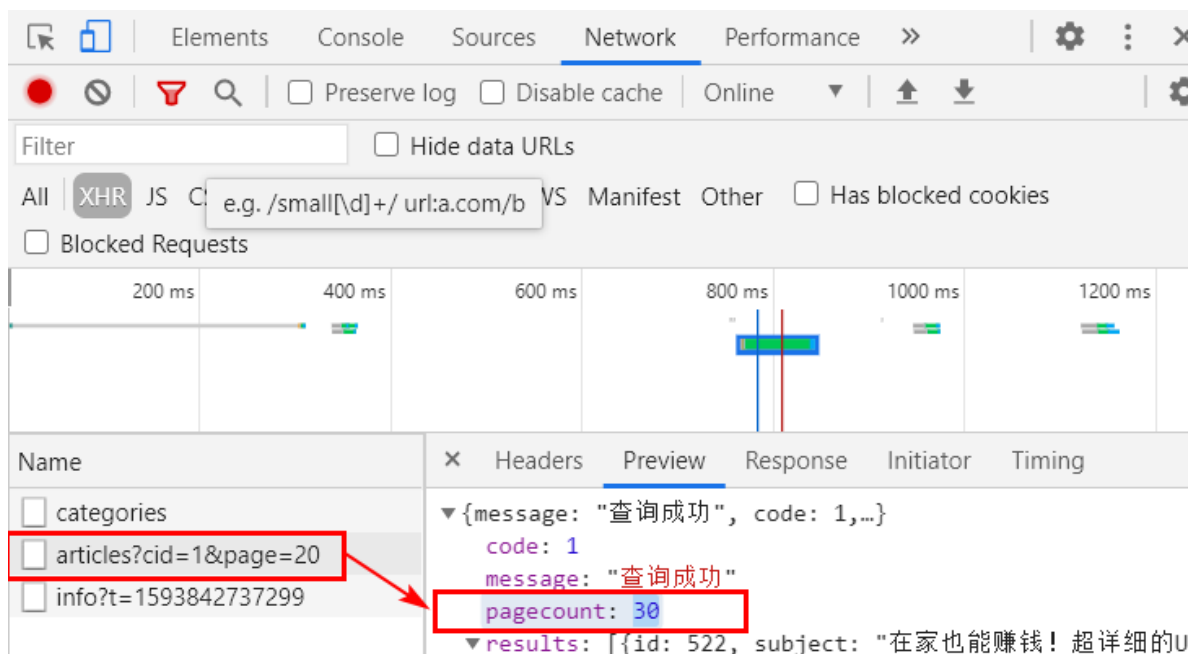 Elements Console Sources Network Performance »
Preserve log Disable cache Online
Filter Hide data URLs
All XHR JS e.g. /small[\d]+/ url:a.com/b Manifest Other Has blocked cookies
Blocked Requests
200 ms 400 ms 600 ms 800 ms 1000 ms 1200 ms
Name × Headers Preview Response Initiator Timing
categories ▼{message: "查询成功", code: 1,…}
code: 1
articles?cid=1&page=20
message: "查询成功"
info?t=1593842737299
pagecount: 30
▼results: [{id: 522, subject: "在家也能赚钱！超详细的U